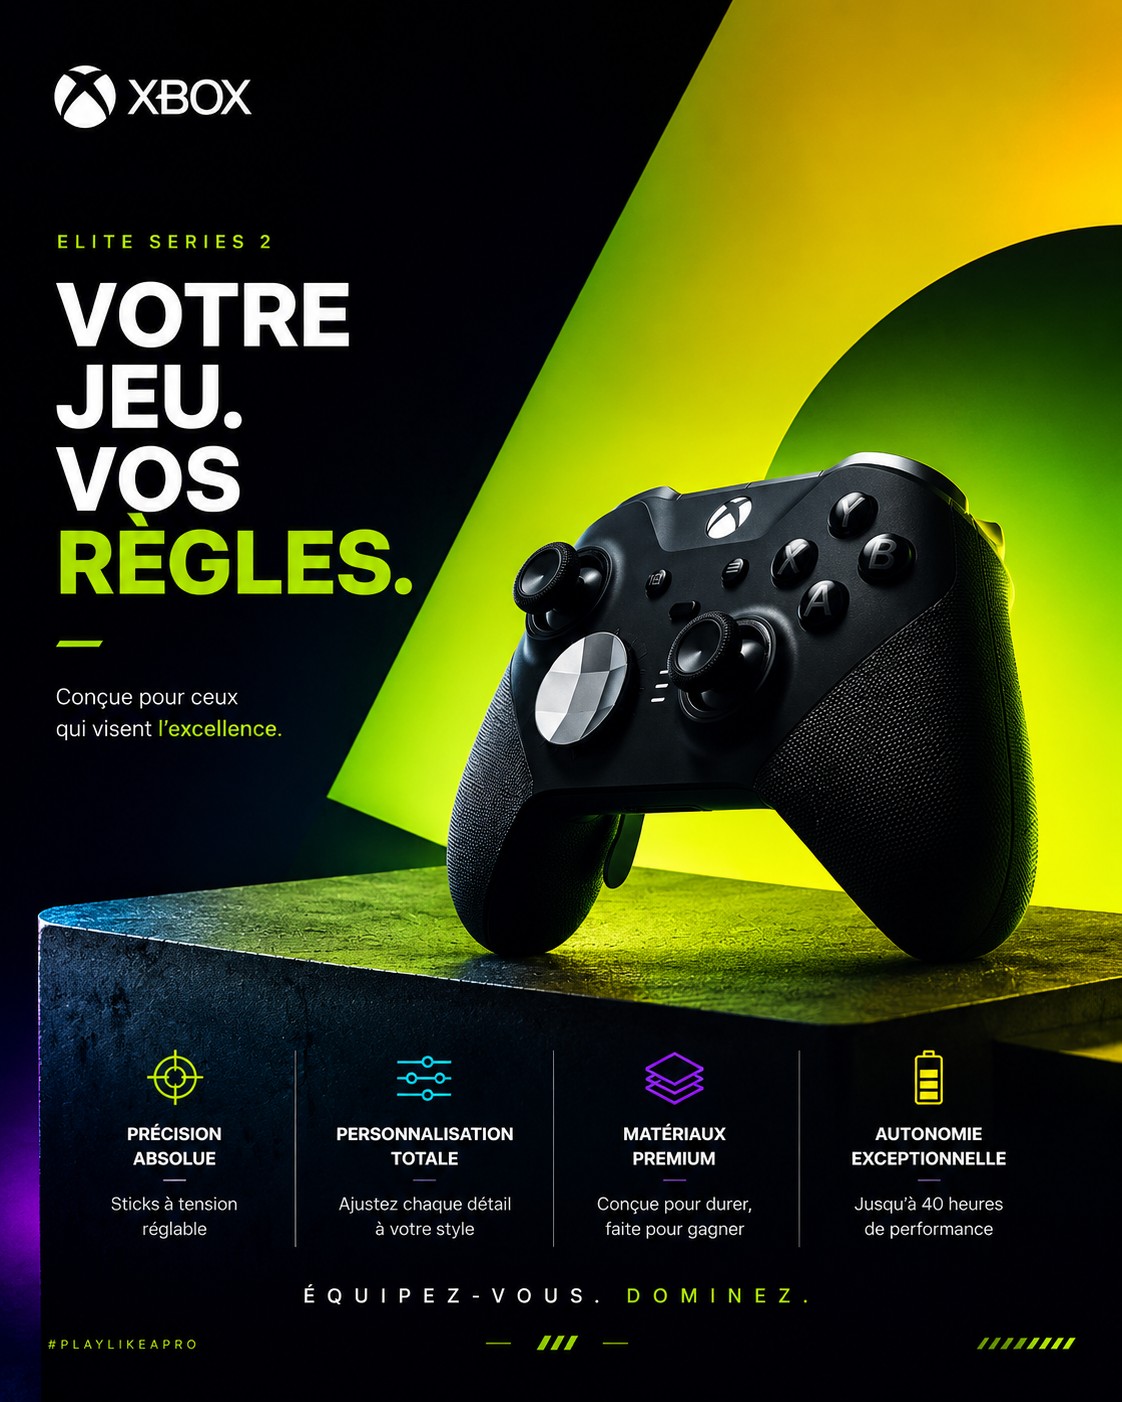 XBOX
ELITE SERIES 2
VOTRE
JEU.
VOS
RÈGLES.
Conçue pour ceux
qui visent l'excellence.
Y
X
B
A
PRÉCISION
ABSOLUE
Sticks à tension
réglable
PERSONNALISATION
TOTALE
Ajustez chaque détail
à votre style
MATÉRIAUX
PREMIUM
Conçue pour durer,
faite pour gagner
AUTONOMIE
EXCEPTIONNELLE
Jusqu'à 40 heures
de performance
ÉQUIPEZ-VOUS. DOMINEZ.
#PLAYLIKEAPRO